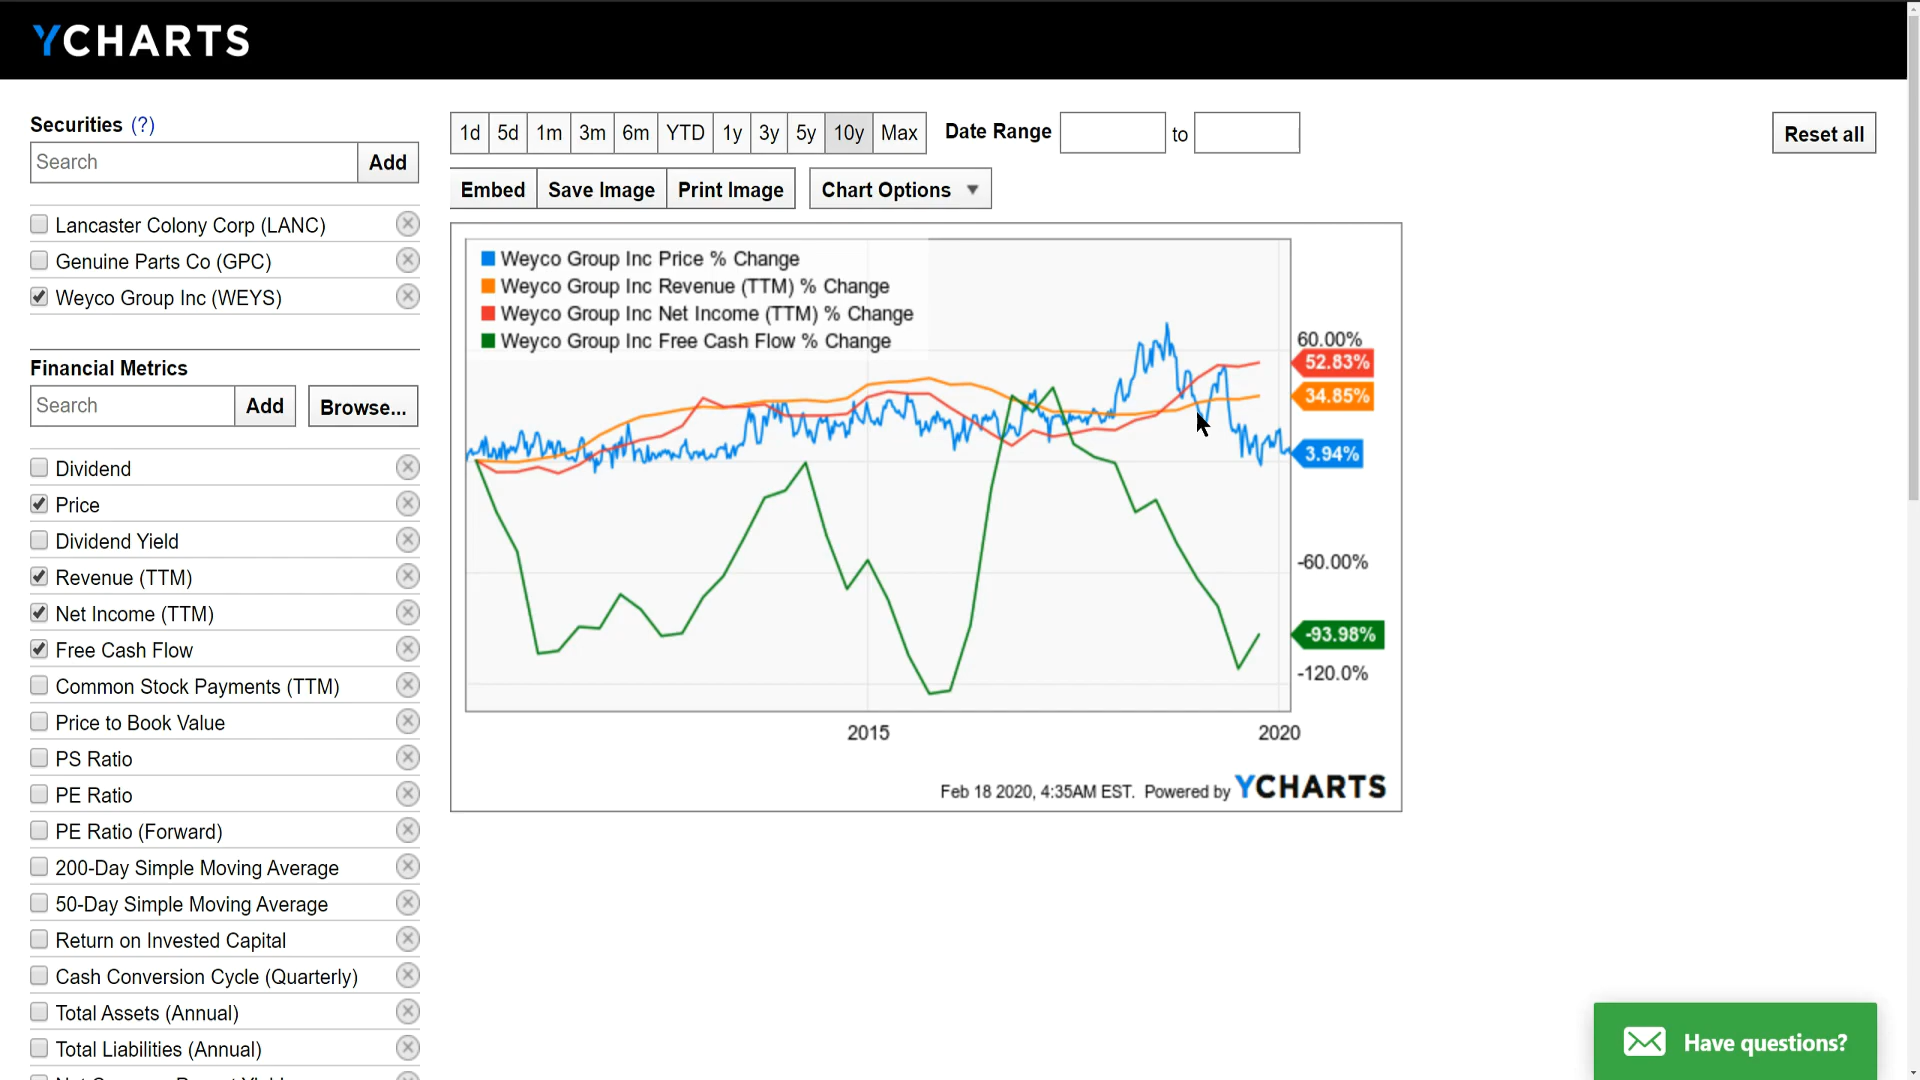 YCHARTS
Securities (?)
Search Add
Lancaster Colony Corp (LANC)
Genuine Parts Co (GPC)
Weyco Group Inc (WEYS)
Financial Metrics
Search Add Browse...
Dividend
Price
Dividend Yield
Revenue (TTM)
Net Income (TTM)
Free Cash Flow
Common Stock Payments (TTM)
Price to Book Value
PS Ratio
PE Ratio
PE Ratio (Forward)
200-Day Simple Moving Average
50-Day Simple Moving Average
Return on Invested Capital
Cash Conversion Cycle (Quarterly)
Total Assets (Annual)
Total Liabilities (Annual)
1d 5d 1m 3m 6m YTD 1y 3y 5y 10y Max Date Range to Reset all
Embed Save Image Print Image Chart Options
Weyco Group Inc Price % Change
Weyco Group Inc Revenue (TTM) % Change
Weyco Group Inc Net Income (TTM) % Change
Weyco Group Inc Free Cash Flow % Change
60.00%
52.83%
34.85%
3.94%
-60.00%
-93.98%
-120.0%
2015 2020
Feb 18 2020, 4:35AM EST. Powered by YCHARTS
Have questions?